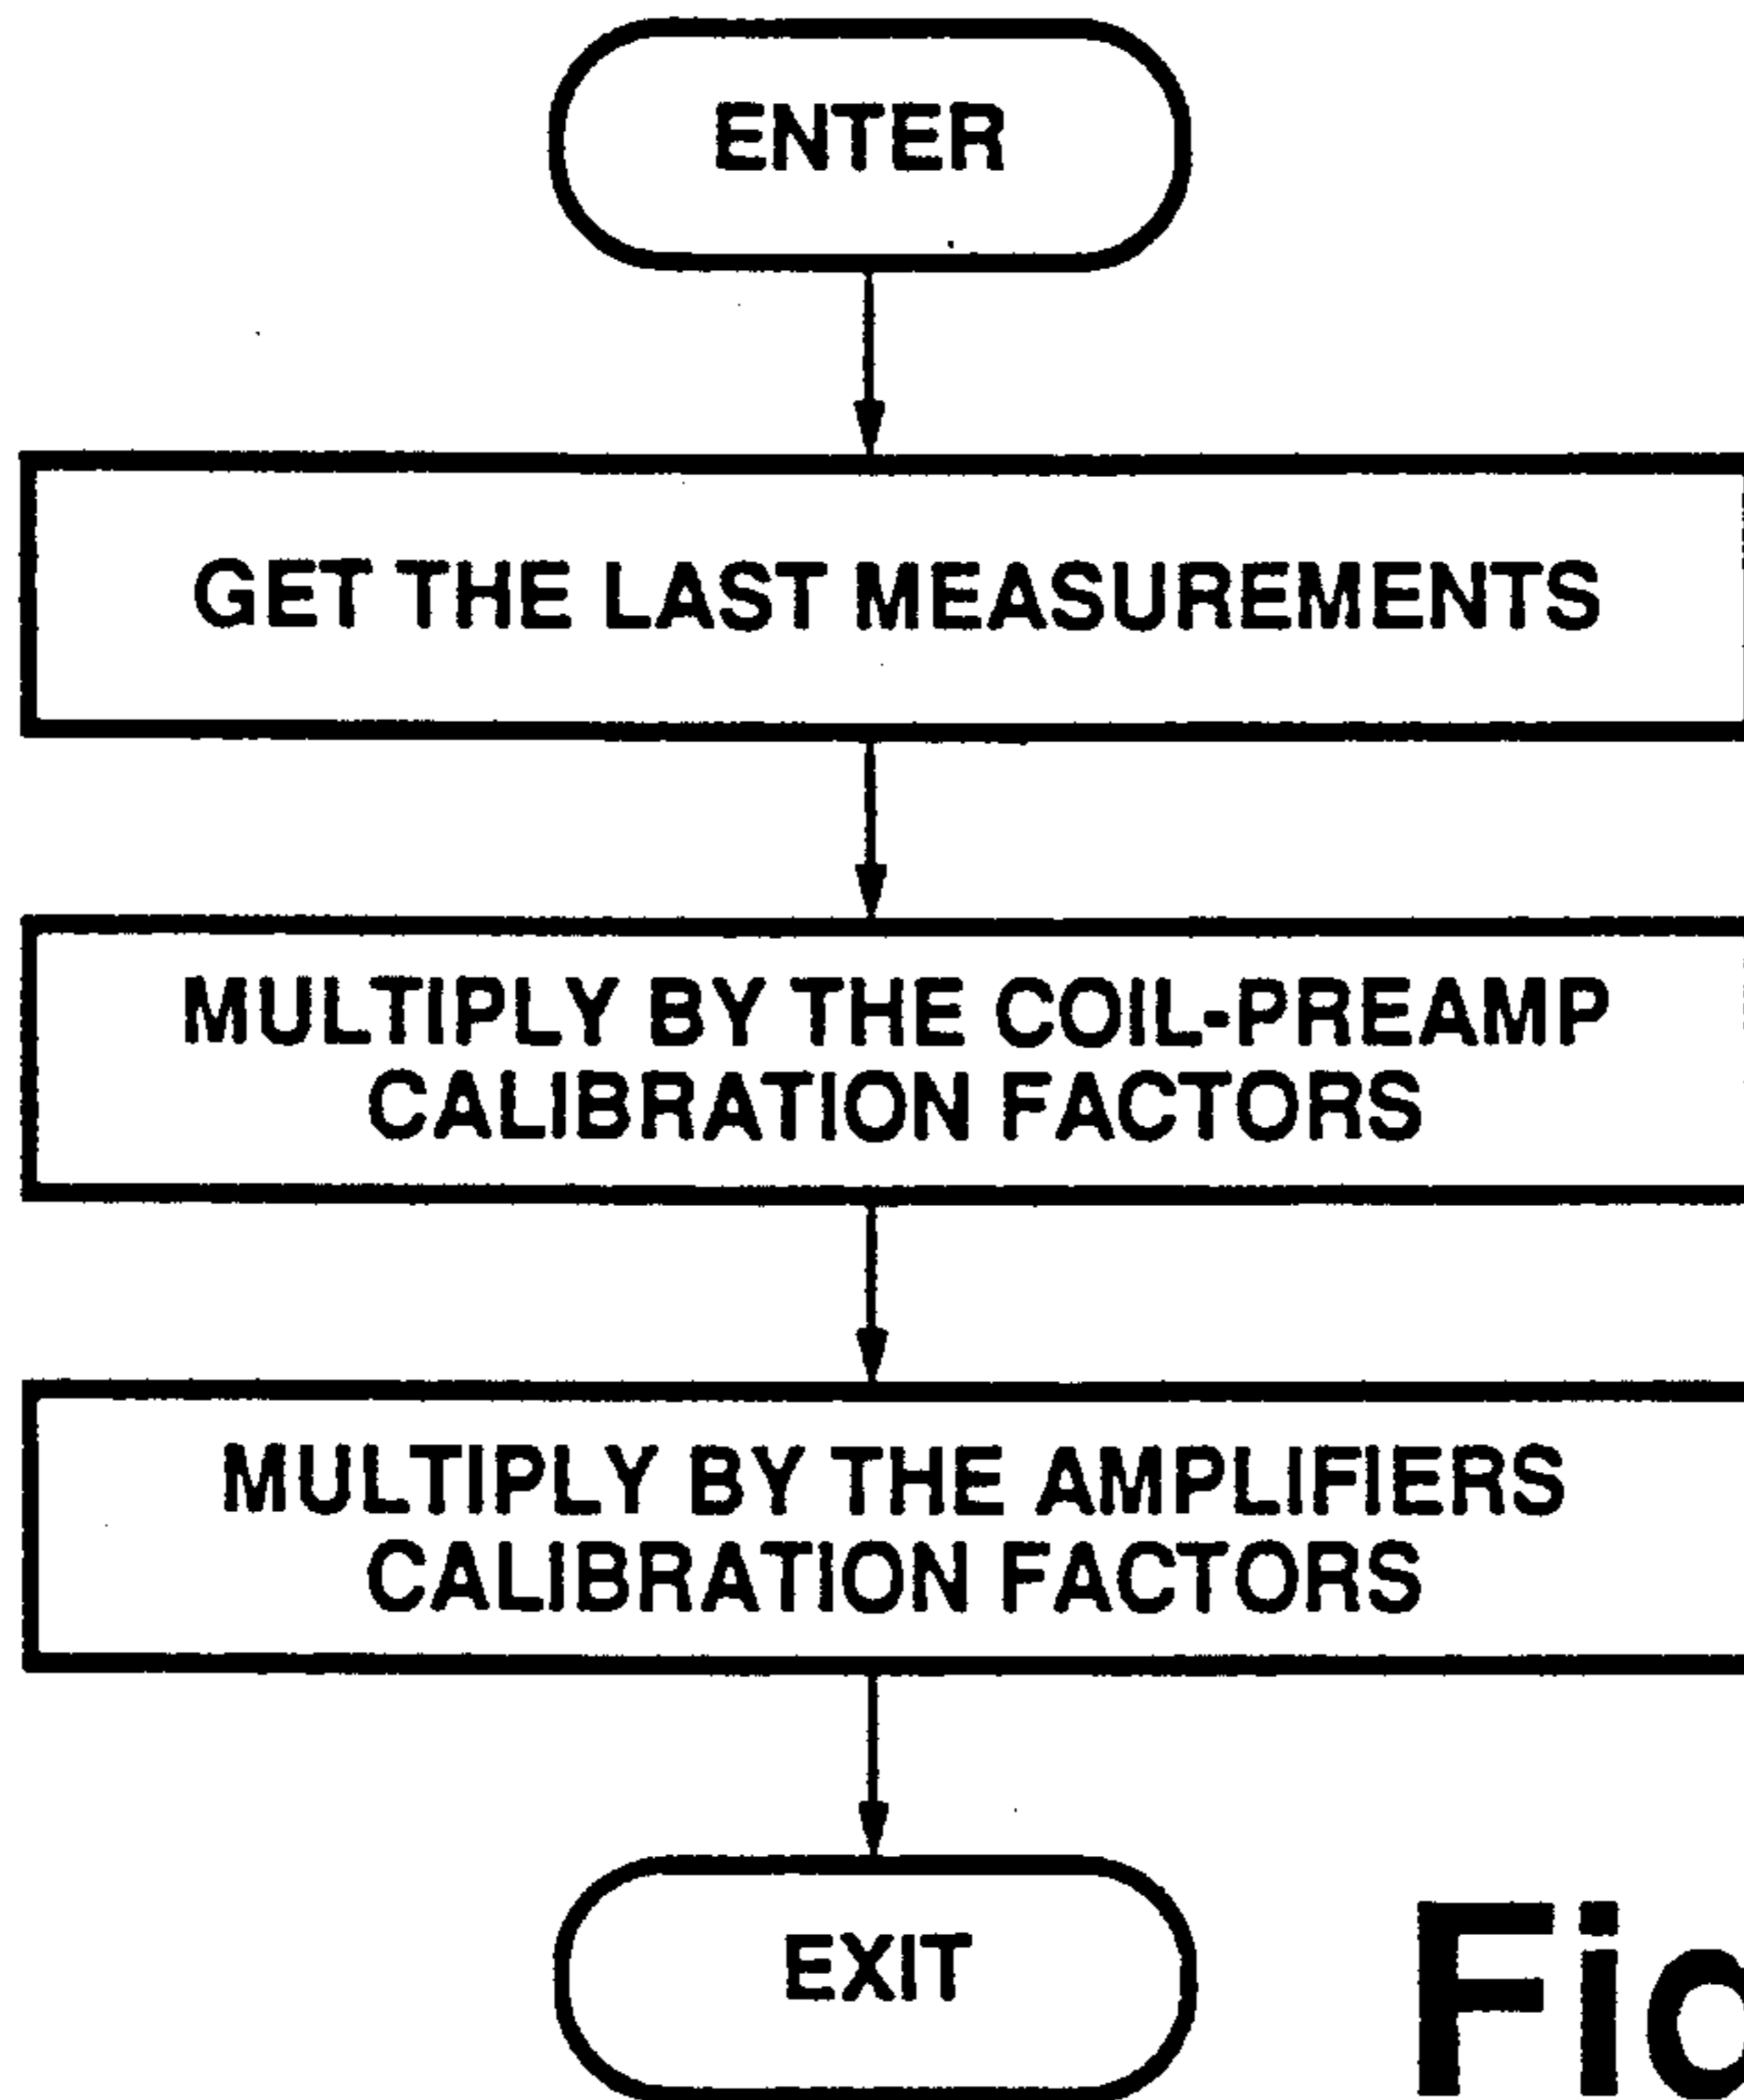 ENTER
GET THE LAST MEASUREMENTS
MULTIPLY BY THE COIL-PREAMP
CALIBRATION FACTORS
MULTIPLY BY THE AMPLIFIERS
CALIBRATION FACTORS
EXIT